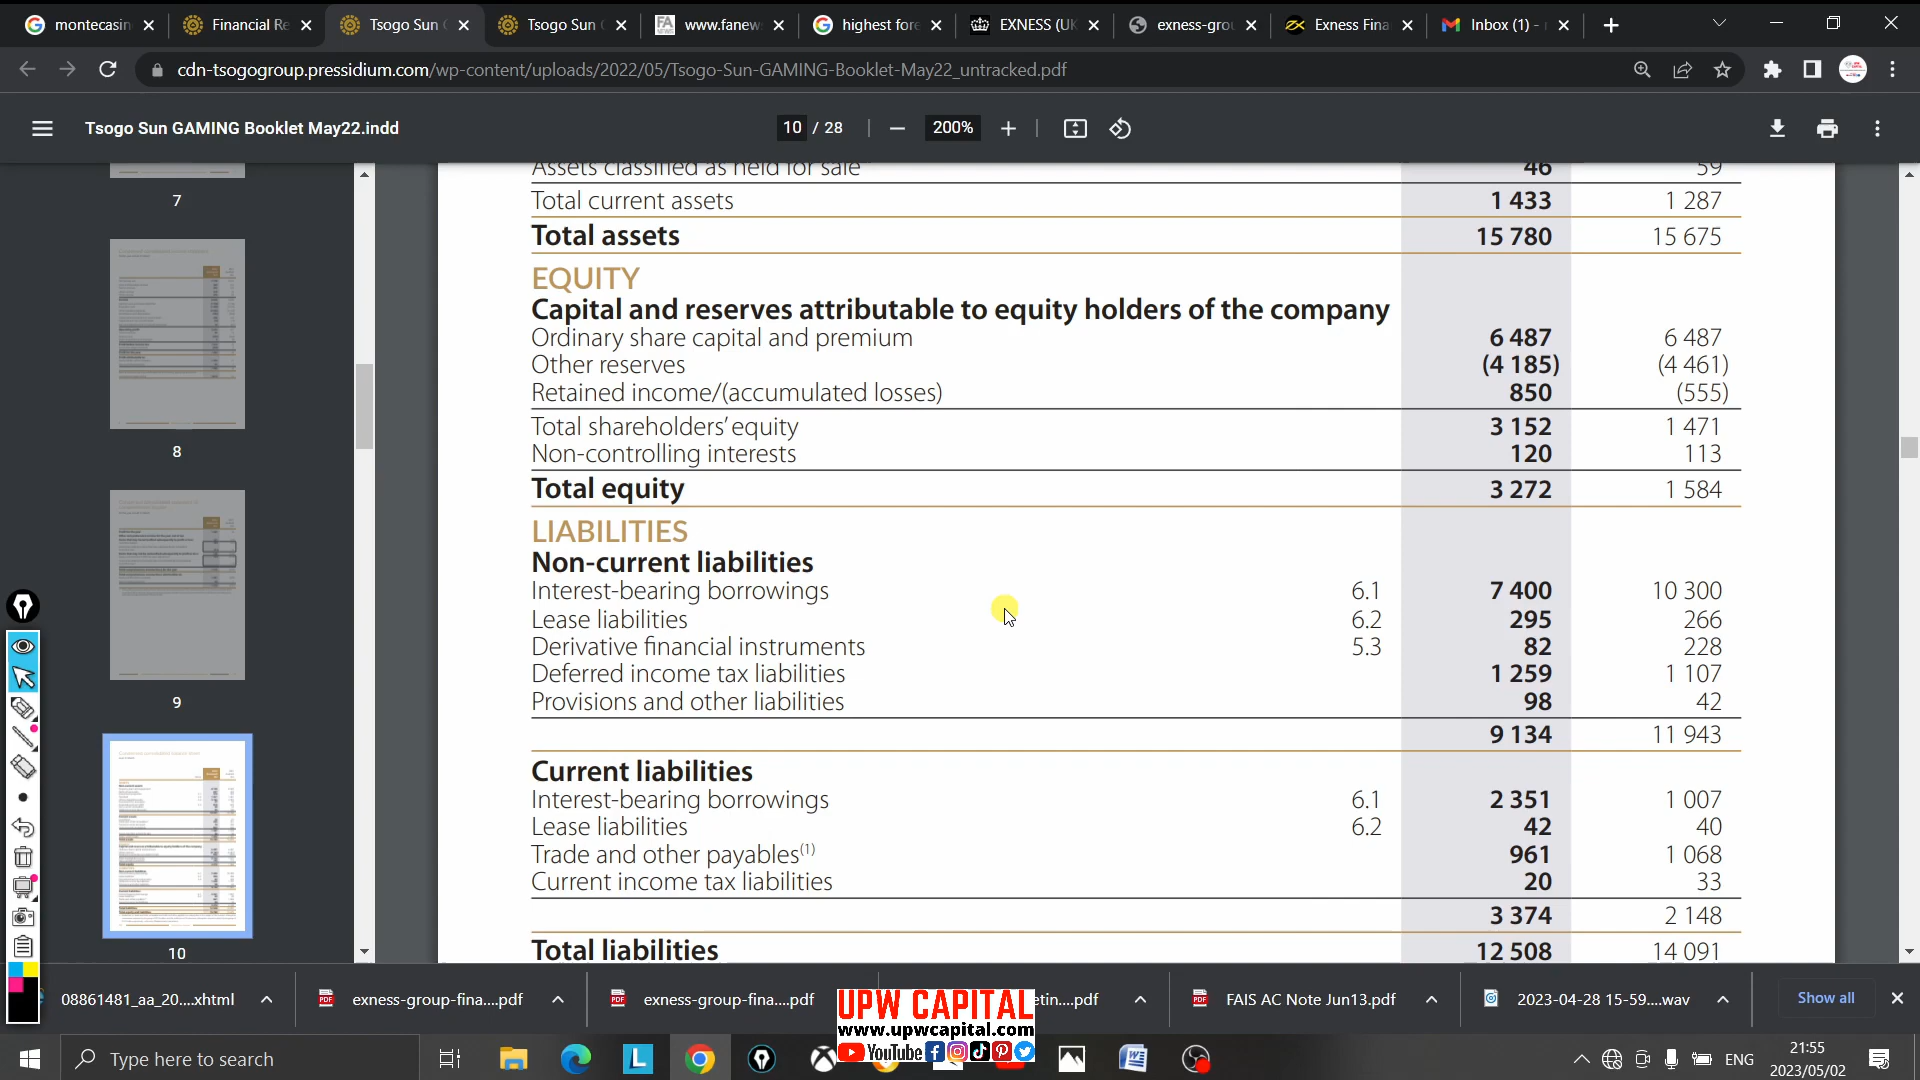 montecasin
Financial Re
Tsogo Sun G
Tsogo Sun G
www.fanew
highest fore
EXNESS (UK
exness-grou
Exness Fina
Inbox (1) -
cdn-tsogogroup.pressidium.com/wp-content/uploads/2022/05/Tsogo-Sun-GAMING-Booklet-May22_untracked.pdf
Tsogo Sun GAMING Booklet May22.indd
10 / 28
200%
7
8
9
10
Assets classified as held for sale 46 59
Total current assets 1 433 1 287
Total assets 15 780 15 675
EQUITY
Capital and reserves attributable to equity holders of the company
Ordinary share capital and premium 6 487 6 487
Other reserves (4 185) (4 461)
Retained income/(accumulated losses) 850 (555)
Total shareholders' equity 3 152 1 471
Non-controlling interests 120 113
Total equity 3 272 1 584
LIABILITIES
Non-current liabilities
Interest-bearing borrowings 6.1 7 400 10 300
Lease liabilities 6.2 295 266
Derivative financial instruments 5.3 82 228
Deferred income tax liabilities 1 259 1 107
Provisions and other liabilities 98 42
9 134 11 943
Current liabilities
Interest-bearing borrowings 6.1 2 351 1 007
Lease liabilities 6.2 42 40
Trade and other payables(1) 961 1 068
Current income tax liabilities 20 33
3 374 2 148
Total liabilities 12 508 14 091
08861481_aa_20....xhtml
exness-group-fina....pdf
exness-group-fina....pdf
etin....pdf
FAIS AC Note Jun13.pdf
2023-04-28 15-59....wav
Show all
UPW CAPITAL
www.upwcapital.com
YouTube
Type here to search
ENG
21:55
2023/05/02